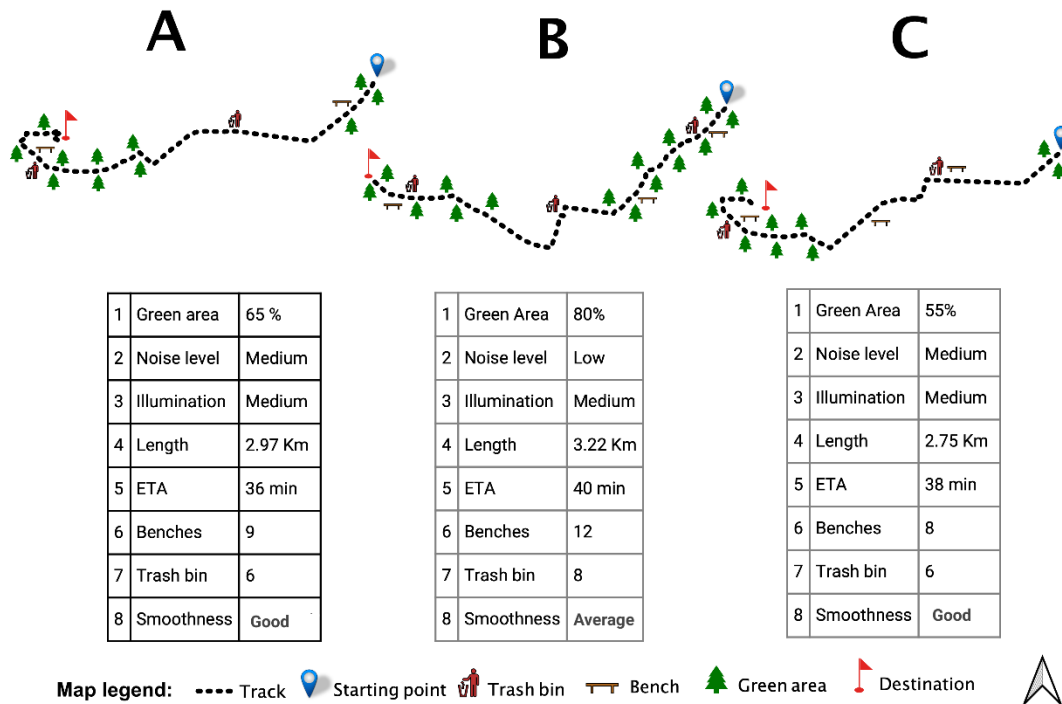 A
B
C
1 Green area 65 %
2 Noise level Medium
3 Illumination Medium
4 Length 2.97 Km
5 ETA 36 min
6 Benches 9
7 Trash bin 6
8 Smoothness Good
1 Green Area 80%
2 Noise level Low
3 Illumination Medium
4 Length 3.22 Km
5 ETA 40 min
6 Benches 12
7 Trash bin 8
8 Smoothness Average
1 Green Area 55%
2 Noise level Medium
3 Illumination Medium
4 Length 2.75 Km
5 ETA 38 min
6 Benches 8
7 Trash bin 6
8 Smoothness Good
Map legend: Track Starting point Trash bin Bench Green area Destination